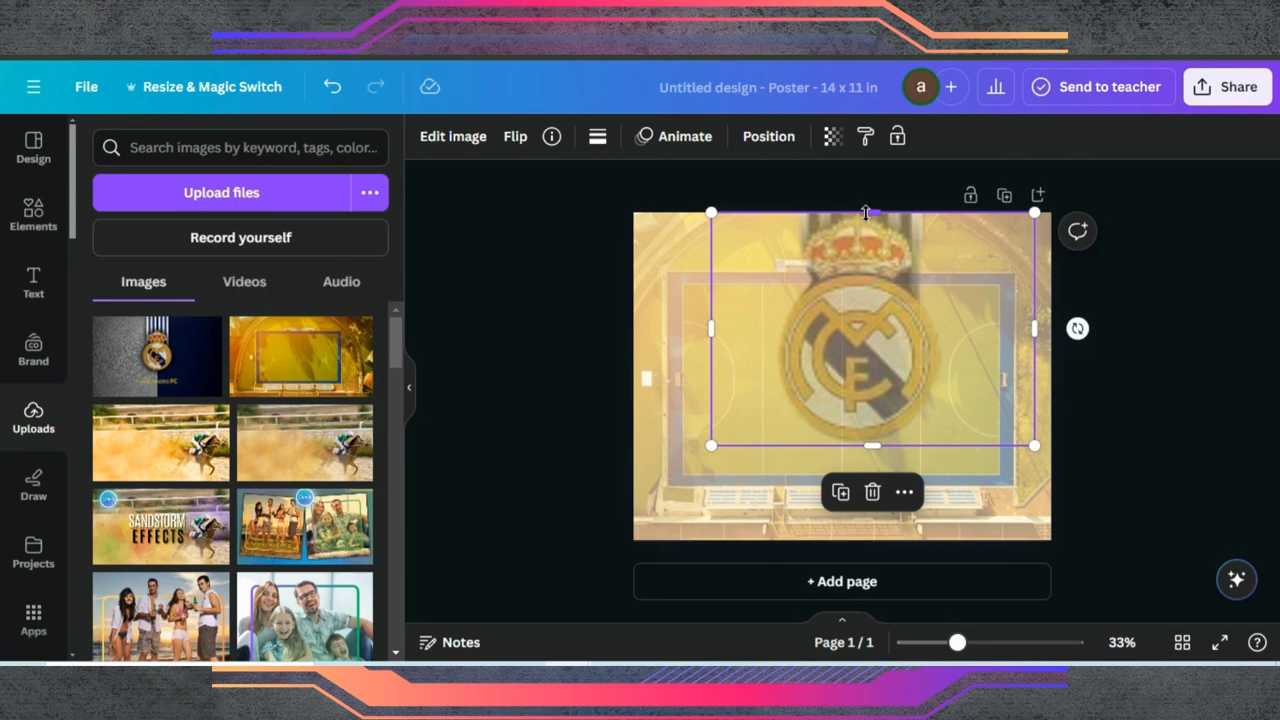 File
Resize & Magic Switch
Untitled design - Poster - 14 x 11 in
a
Send to teacher
Share
Design
Elements
Text
Brand
Uploads
Draw
Projects
Apps
Search images by keyword, tags, color...
Upload files
Record yourself
Images
Videos
Audio
SANDSTORM
EFFECTS
Edit image
Flip
Animate
Position
+ Add page
Notes
Page 1 / 1
33%